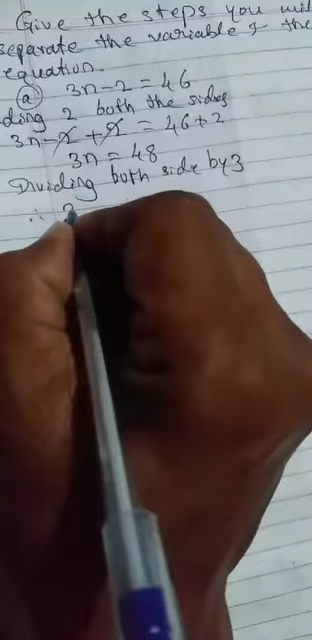 Give the steps you will
separate the variable & the
equation.
(a) 3n-2=46
ding 2 both the sides
3n-2+2=46+2
3n=48
Dividing both side by 3
∴ 3